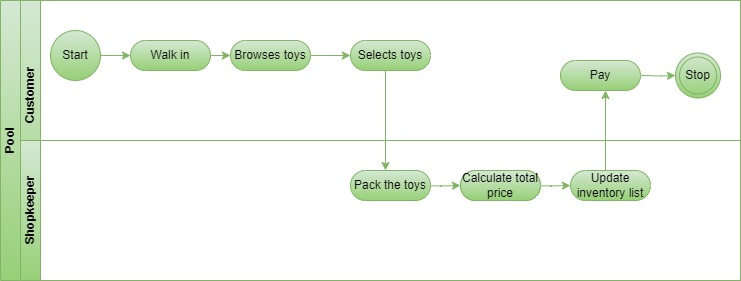 Pool
Customer
Start
Walk in
Browses toys
Selects toys
Pay
Stop
Shopkeeper
Pack the toys
Calculate total
price
Update
inventory list